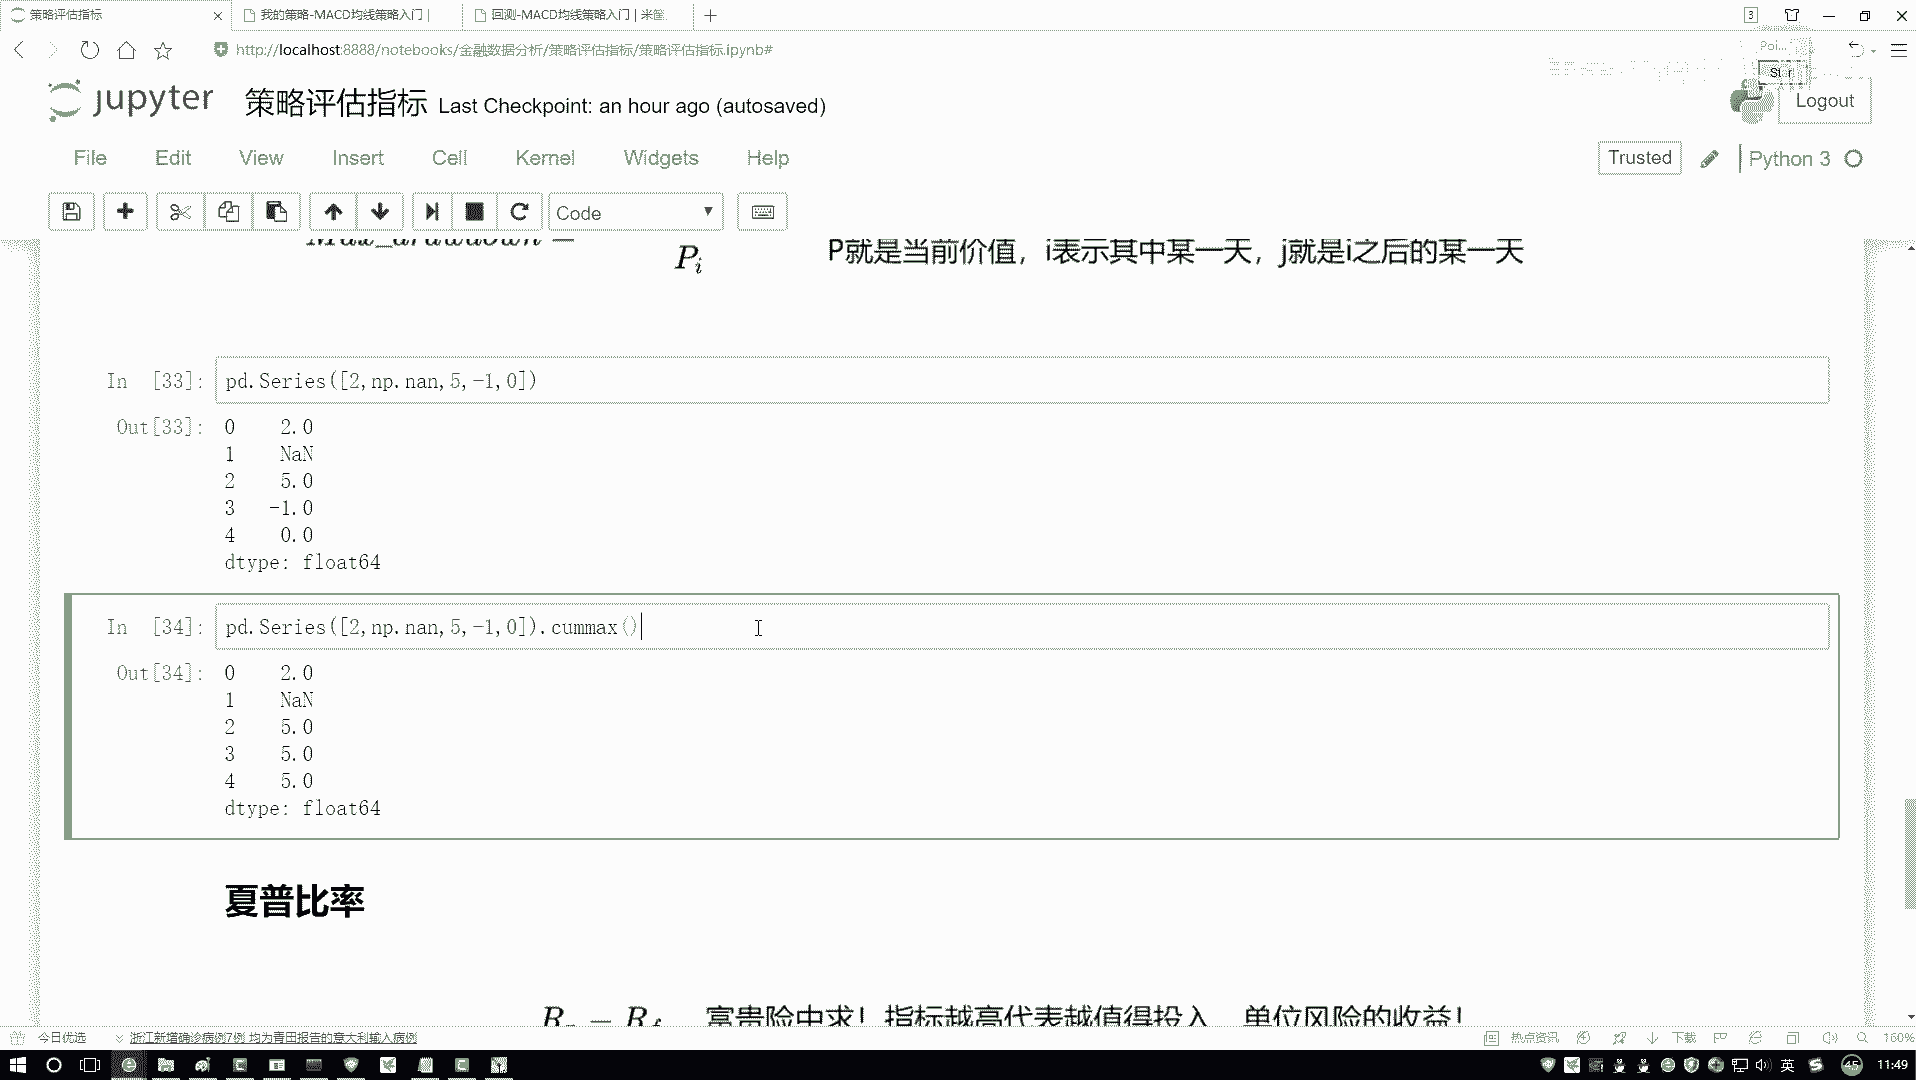 策略评估指标
我的策略-MACD均线策略入门 |
回测-MACD均线策略入门 | 米筐
3
http://localhost:8888/notebooks/金融数据分析/策略评估指标/策略评估指标.ipynb#
Poi...
jupyter
策略评估指标 Last Checkpoint: an hour ago (autosaved)
Logout
File Edit View Insert Cell Kernel Widgets Help
Trusted
Python 3
Code
P就是当前价值，i表示其中某一天，j就是i之后的某一天
Pi
In [33]: pd.Series([2,np.nan,5,-1,0])
Out[33]: 0 2.0
1 NaN
2 5.0
3 -1.0
4 0.0
dtype: float64
In [34]: pd.Series([2,np.nan,5,-1,0]).cummax()
Out[34]: 0 2.0
1 NaN
2 5.0
3 5.0
4 5.0
dtype: float64
夏普比率
富贵险中求！指标越高代表越值得投入，单位风险的收益！
今日优选
浙江新增确诊病例7例 均为青田报告的意大利输入病例
热点资讯
下载
160%
英
45
11:49